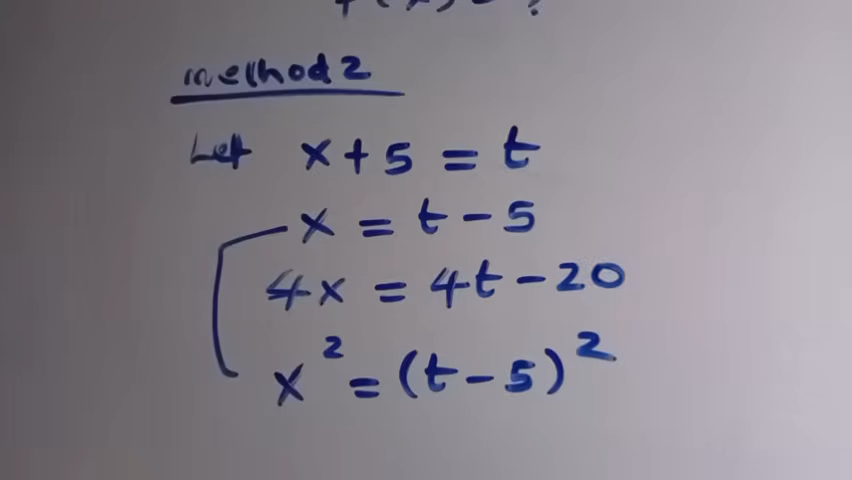 f(x) = ?
method 2
Let x + 5 = t
x = t - 5
4x = 4t - 20
x² = (t - 5)²